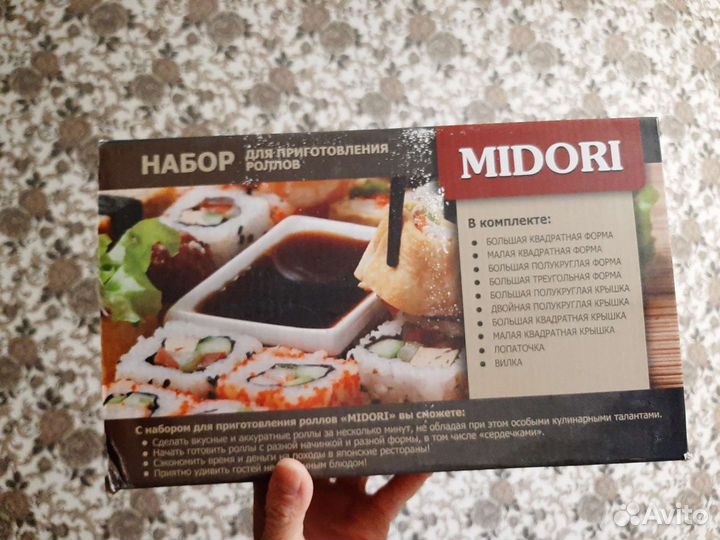 НАБОР
ДЛЯ ПРИГОТОВЛЕНИЯ
РОЛЛОВ
MIDORI
В комплекте:
• БОЛЬШАЯ КВАДРАТНАЯ ФОРМА
• МАЛАЯ КВАДРАТНАЯ ФОРМА
• БОЛЬШАЯ ПОЛУКРУГЛАЯ ФОРМА
• БОЛЬШАЯ ТРЕУГОЛЬНАЯ ФОРМА
• БОЛЬШАЯ ПОЛУКРУГЛАЯ КРЫШКА
• ДВОЙНАЯ ПОЛУКРУГЛАЯ КРЫШКА
• БОЛЬШАЯ КВАДРАТНАЯ КРЫШКА
• МАЛАЯ КВАДРАТНАЯ КРЫШКА
• ЛОПАТОЧКА
• ВИЛКА
С набором для приготовления роллов «MIDORI» вы сможете:
• Сделать вкусные и аккуратные роллы за несколько минут, не обладая при этом особыми кулинарными талантами.
• Начать готовить роллы с разной начинкой и разной формы, в том числе «сердечками».
• Сэкономить время и деньги на походы в японские рестораны!
• Приятно удивить гостей блюдом!
Avito